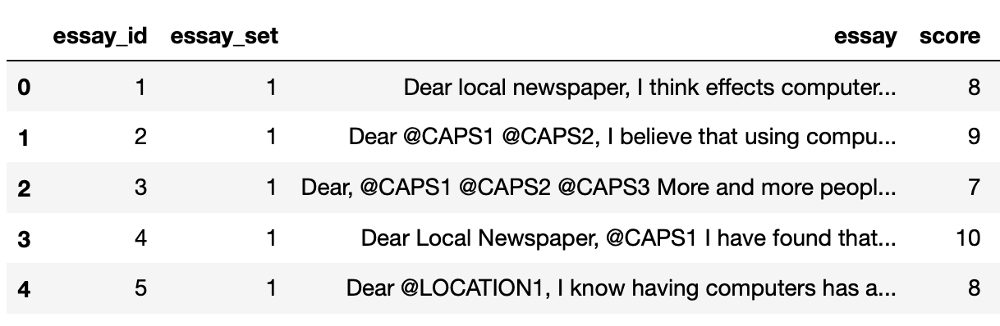 essay_id essay_set essay score
0 1 1 Dear local newspaper, I think effects computer... 8
1 2 1 Dear @CAPS1 @CAPS2, I believe that using compu... 9
2 3 1 Dear, @CAPS1 @CAPS2 @CAPS3 More and more peopl... 7
3 4 1 Dear Local Newspaper, @CAPS1 I have found that... 10
4 5 1 Dear @LOCATION1, I know having computers has a... 8